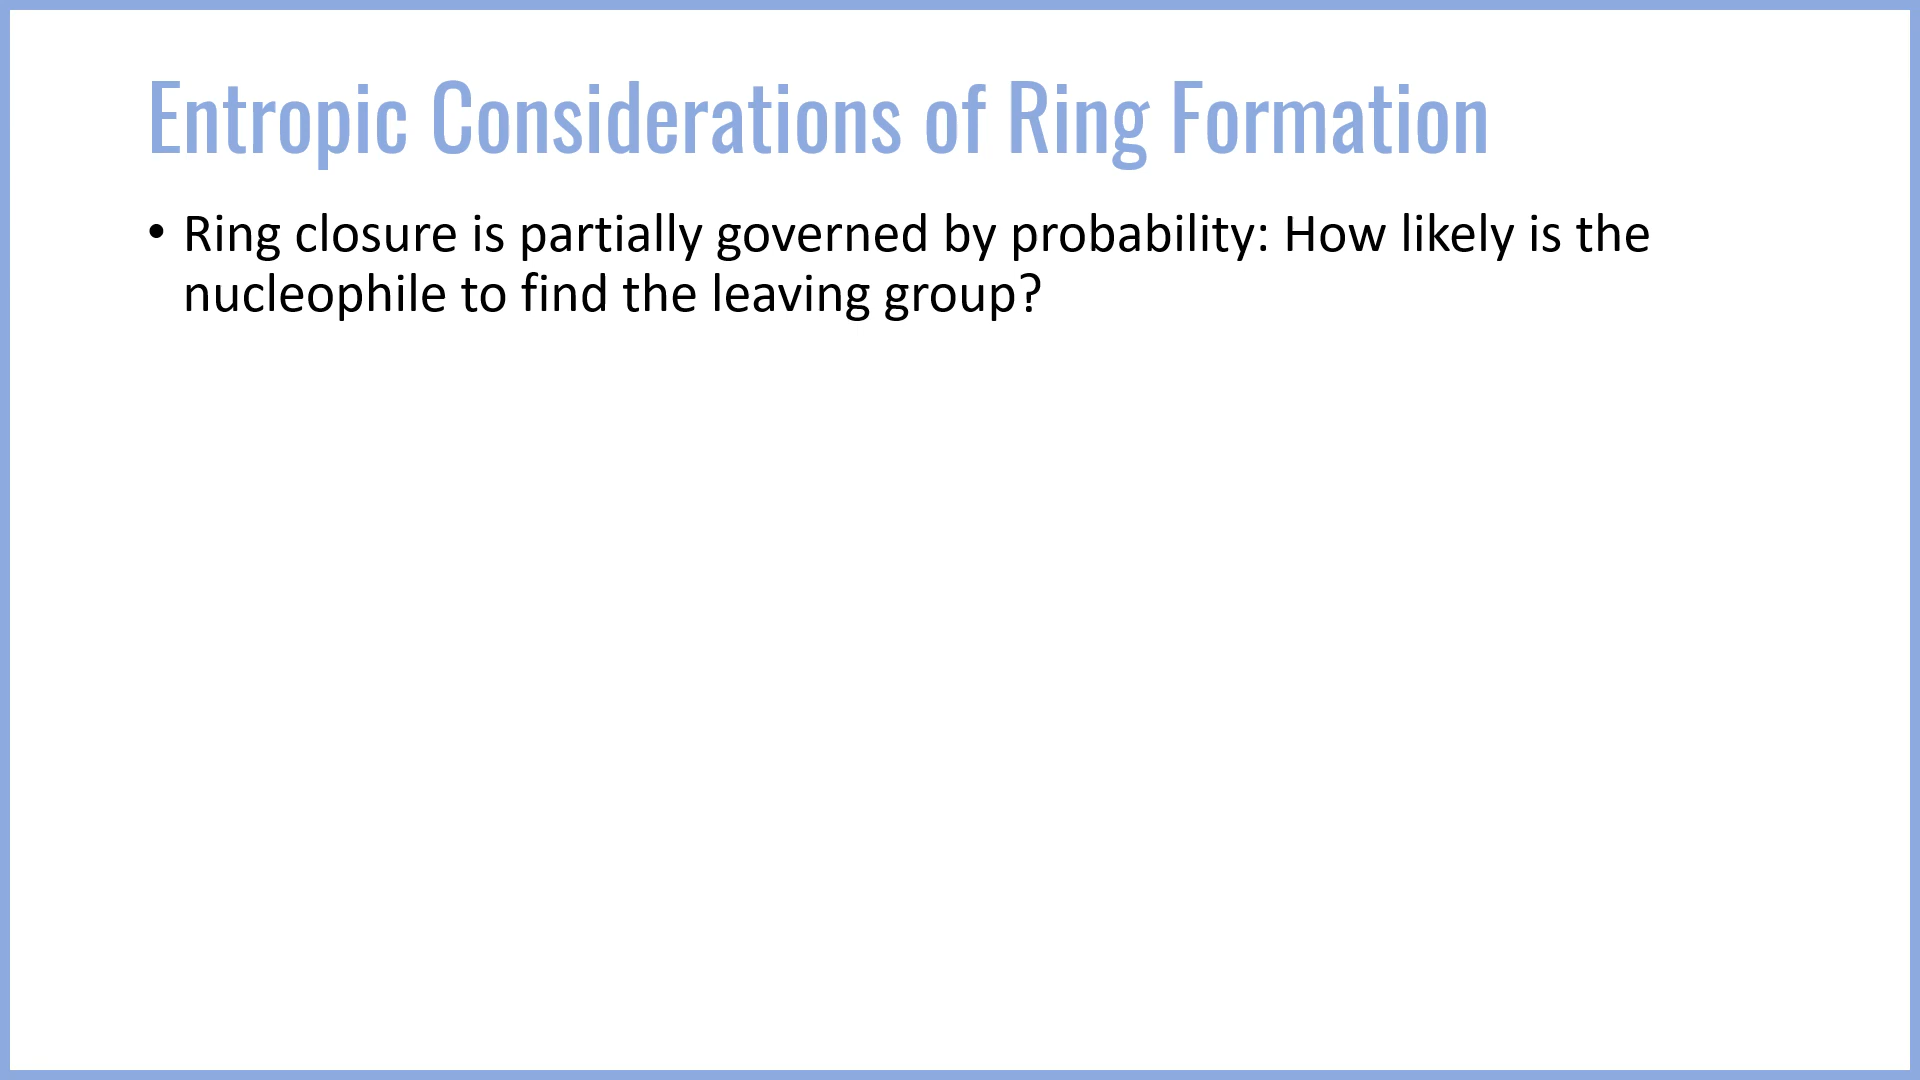 Entropic Considerations of Ring Formation
• Ring closure is partially governed by probability: How likely is the
nucleophile to find the leaving group?